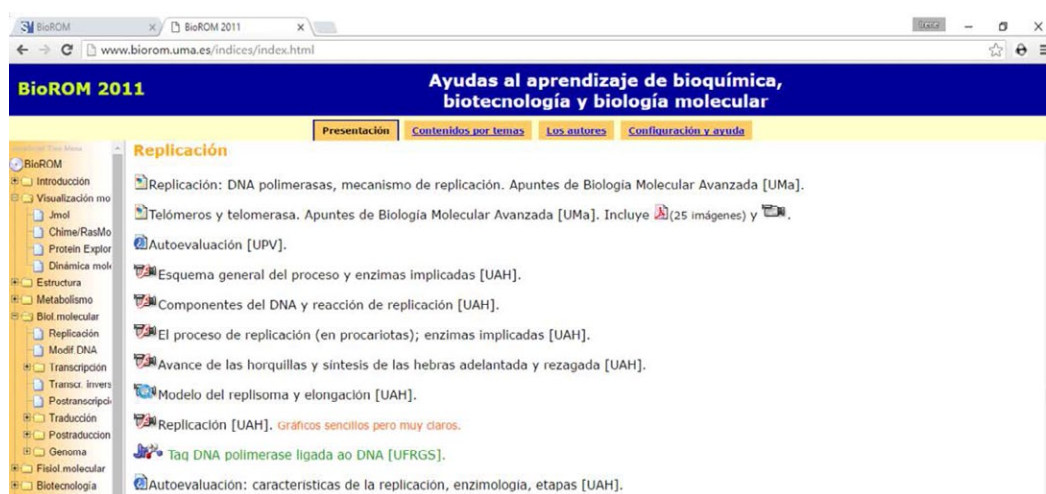 BioROM
BioROM 2011
www.biorom.uma.es/indices/index.html
BioROM 2011
Ayudas al aprendizaje de bioquímica,
biotecnología y biología molecular
Presentación
Contenidos por temas
Los autores
Configuración y ayuda
BioROM
Introducción
Visualización mo
Jmol
Chime/RasMo
Protein Explor
Dinámica mole
Estructura
Metabolismo
Biol.molecular
Replicación
Modif.DNA
Transcripción
Transcr. invers
Postranscripci
Traducción
Postraduccion
Genoma
Fisiol.molecular
Biotecnología
Replicación
Replicación: DNA polimerasas, mecanismo de replicación. Apuntes de Biología Molecular Avanzada [UMa].
Telómeros y telomerasa. Apuntes de Biología Molecular Avanzada [UMa]. Incluye (25 imágenes) y .
Autoevaluación [UPV].
Esquema general del proceso y enzimas implicadas [UAH].
Componentes del DNA y reacción de replicación [UAH].
El proceso de replicación (en procariotas); enzimas implicadas [UAH].
Avance de las horquillas y síntesis de las hebras adelantada y rezagada [UAH].
Modelo del replisoma y elongación [UAH].
Replicación [UAH]. Gráficos sencillos pero muy claros.
Taq DNA polimerase ligada ao DNA [UFRGS].
Autoevaluación: características de la replicación, enzimología, etapas [UAH].